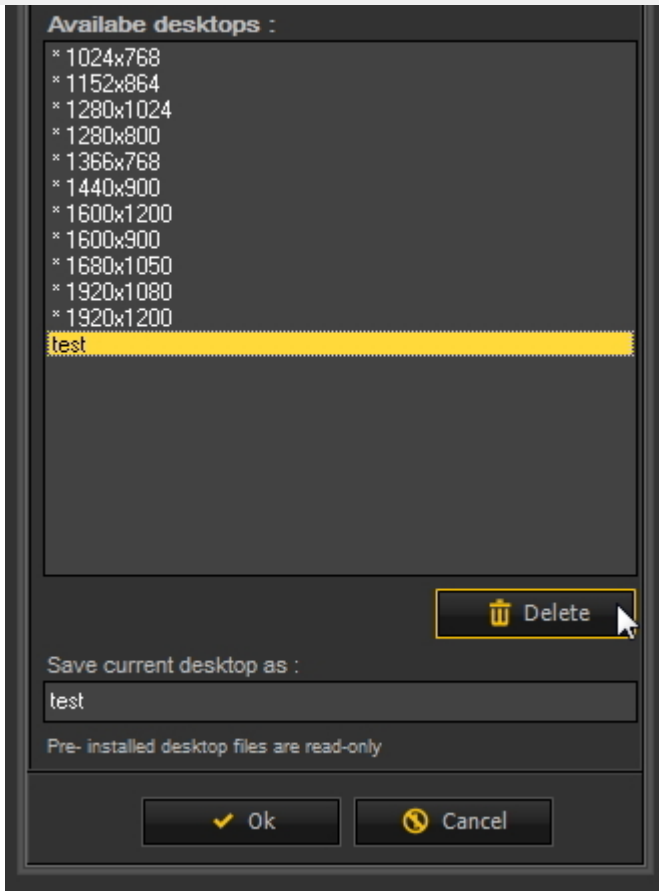 Availabe desktops :
* 1024x768
* 1152x864
* 1280x1024
* 1280x800
* 1366x768
* 1440x900
* 1600x1200
* 1600x900
* 1680x1050
* 1920x1080
* 1920x1200
test
Delete
Save current desktop as :
test
Pre- installed desktop files are read-only
Ok
Cancel